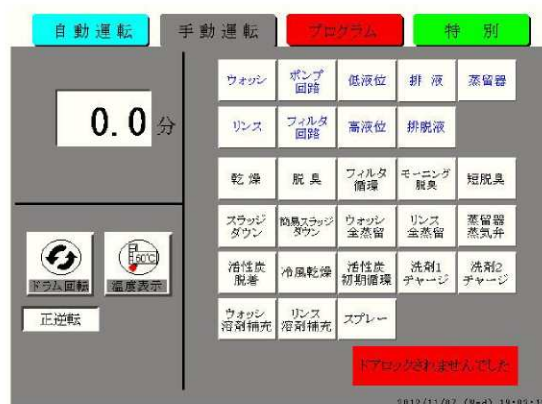 自動運転
手動運転
プログラム
特 別
0.0 分
ウォッシ
ポンプ
回路
低液位
排 液
蒸留器
リンス
フィルタ
回路
高液位
排脱液
乾 燥
脱 臭
フィルタ
循環
モーニング
脱臭
短脱臭
スラッジ
ダウン
簡易スラッジ
ダウン
ウォッシ
全蒸留
リンス
全蒸留
蒸留器
蒸気弁
活性炭
脱着
冷風乾燥
活性炭
初期循環
洗剤1
チャージ
洗剤2
チャージ
ウォッシ
溶剤補充
リンス
溶剤補充
スプレー
60℃
ドラム回転
温度表示
正逆転
ドアロックされませんでした
2012/11/07 (Wed)